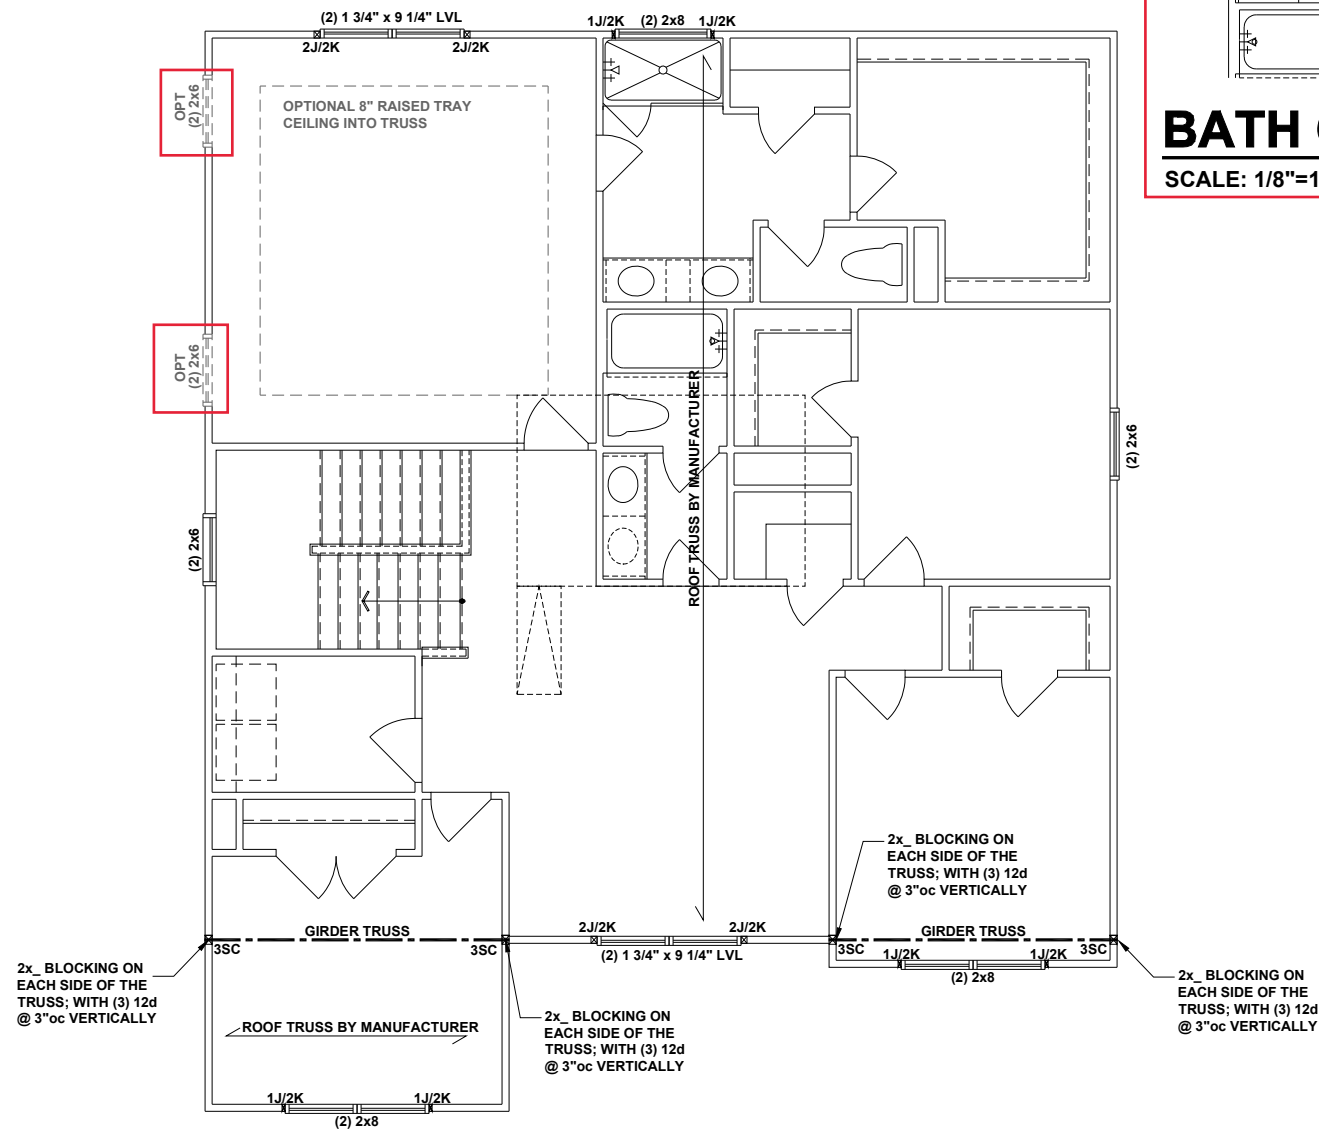 (2) 1 3/4" x 9 1/4" LVL
2J/2K
2J/2K
1J/2K
(2) 2x8
1J/2K
OPT
(2) 2x6
OPTIONAL 8" RAISED TRAY
CEILING INTO TRUSS
BATH
SCALE: 1/8"=1
OPT
(2) 2x6
ROOF TRUSS BY MANUFACTURER
(2) 2x6
(2) 2x6
2x_ BLOCKING ON
EACH SIDE OF THE
TRUSS; WITH (3) 12d
@ 3"oc VERTICALLY
GIRDER TRUSS
3SC
3SC
2J/2K
2J/2K
(2) 1 3/4" x 9 1/4" LVL
GIRDER TRUSS
3SC
3SC
1J/2K
1J/2K
(2) 2x8
2x_ BLOCKING ON
EACH SIDE OF THE
TRUSS; WITH (3) 12d
@ 3"oc VERTICALLY
2x_ BLOCKING ON
EACH SIDE OF THE
TRUSS; WITH (3) 12d
@ 3"oc VERTICALLY
2x_ BLOCKING ON
EACH SIDE OF THE
TRUSS; WITH (3) 12d
@ 3"oc VERTICALLY
ROOF TRUSS BY MANUFACTURER
1J/2K
1J/2K
(2) 2x8